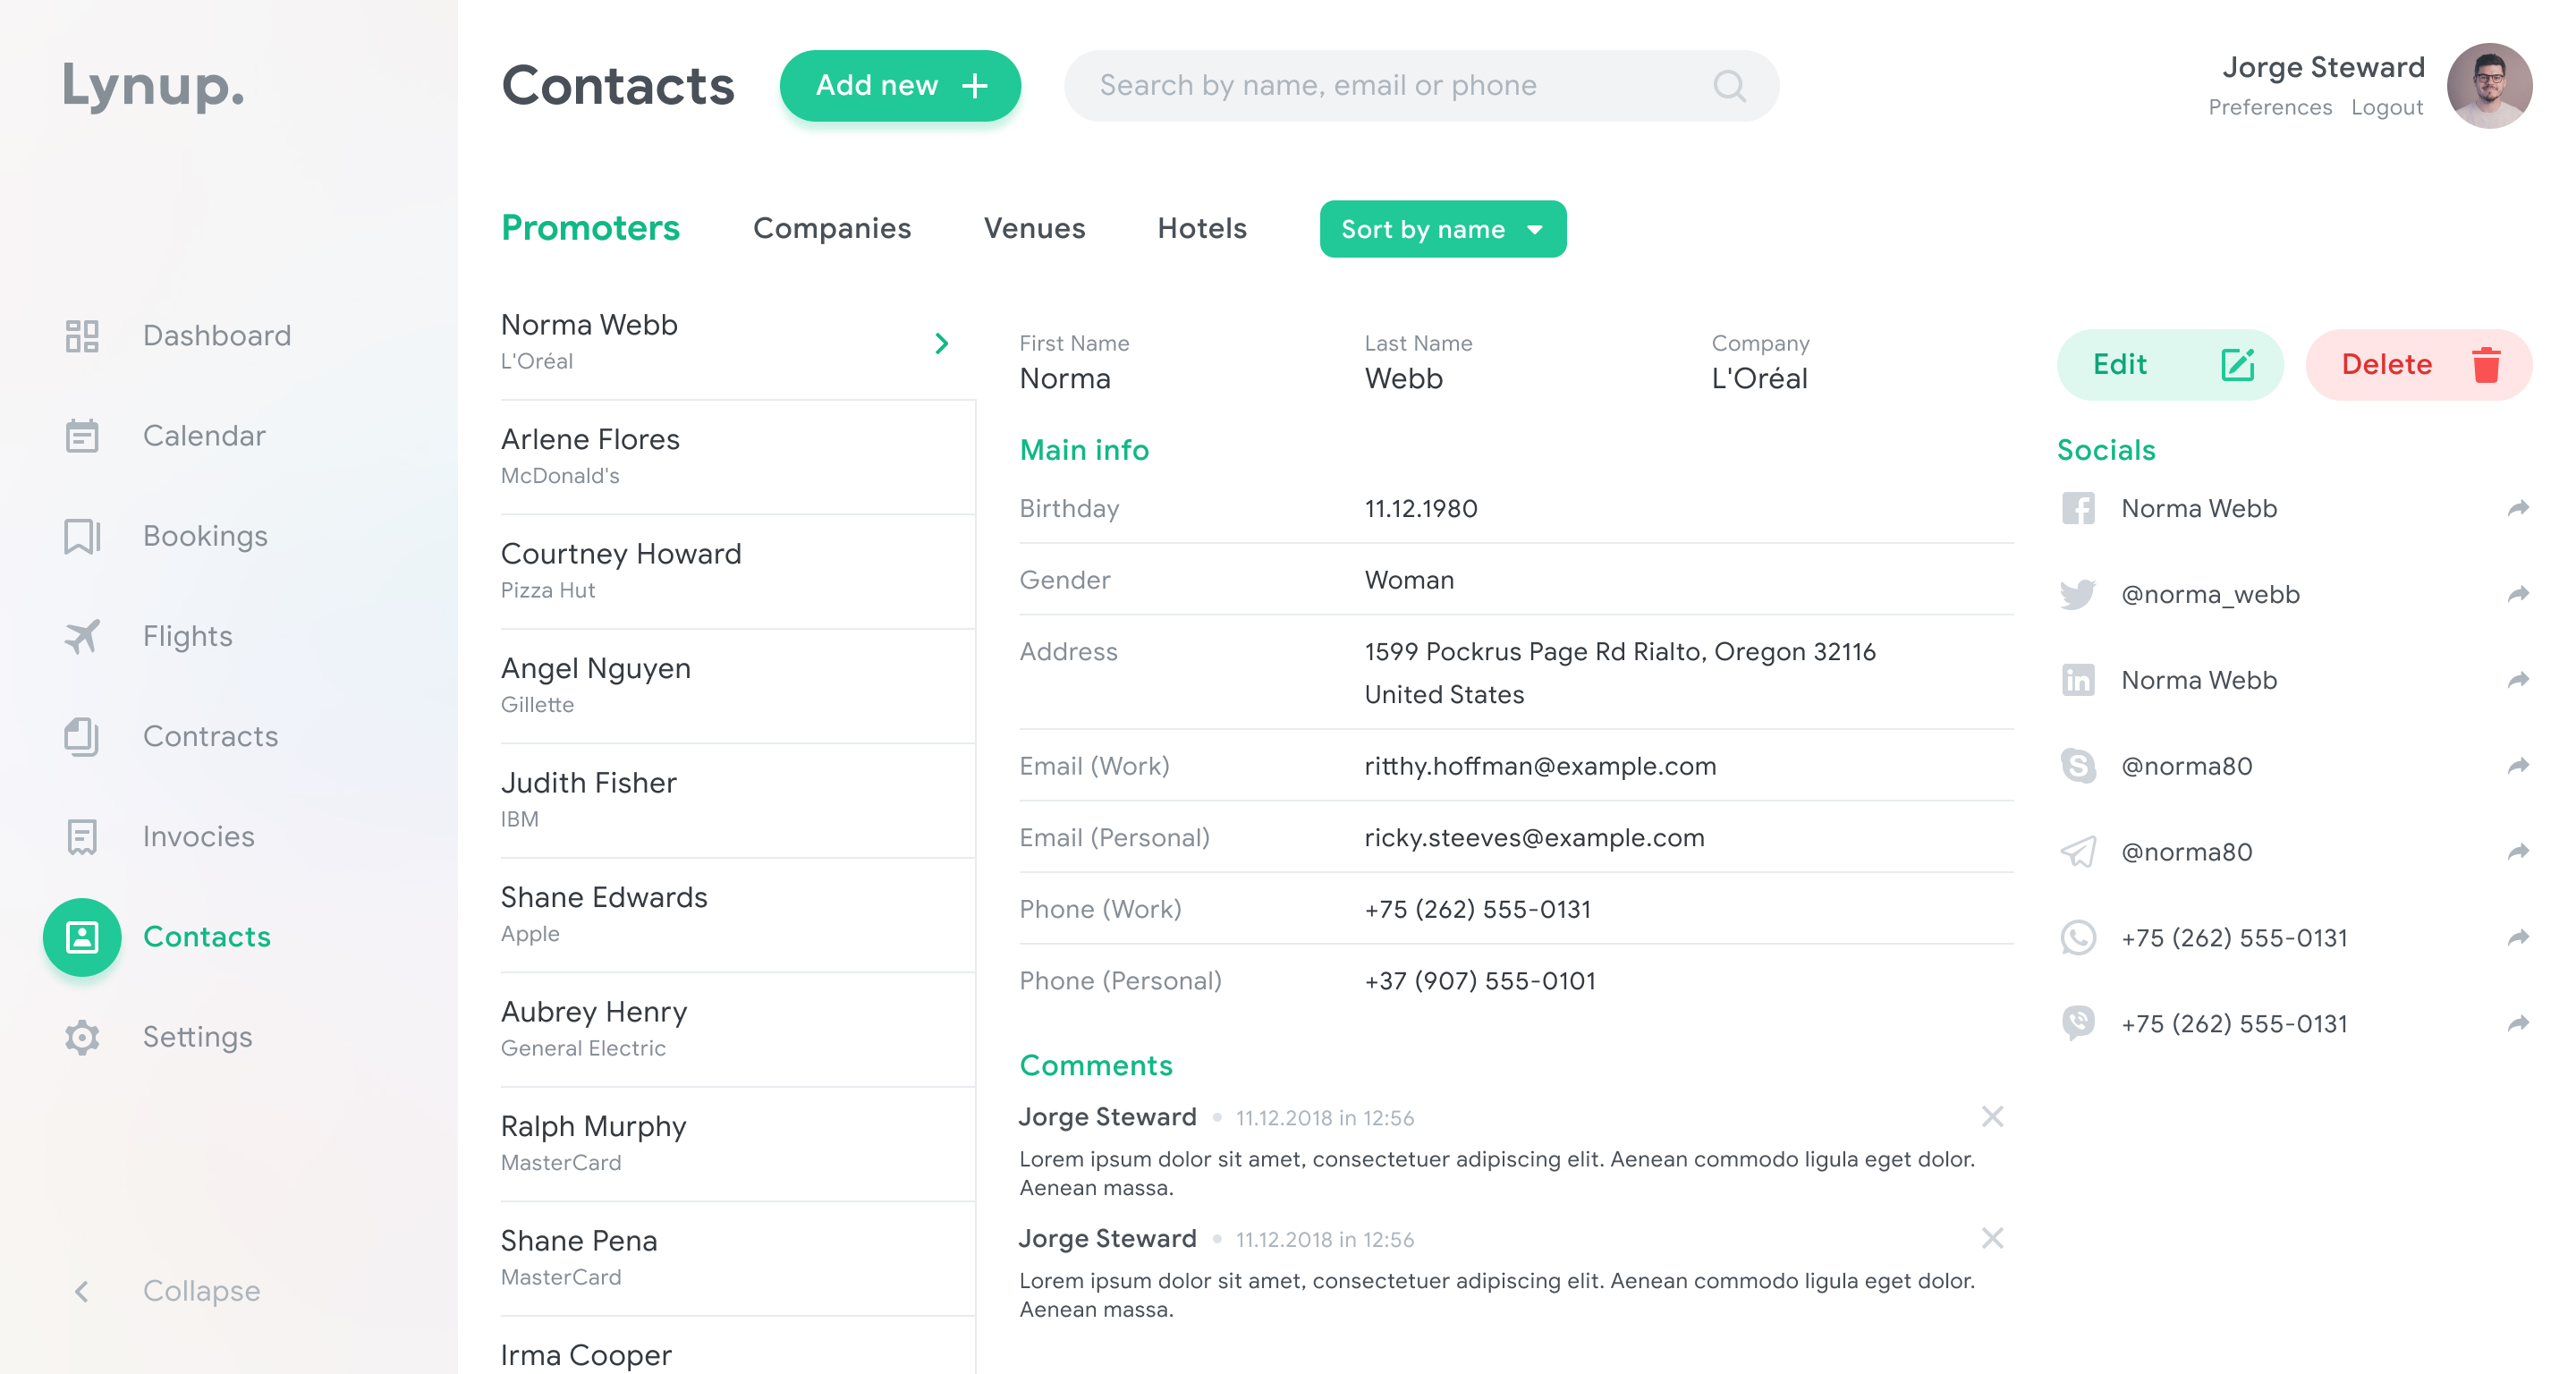 Lynup.
Dashboard
Calendar
Bookings
Flights
Contracts
Invocies
Contacts
Settings
Collapse
Contacts
Add new
Search by name, email or phone
Jorge Steward
Preferences Logout
Promoters
Companies
Venues
Hotels
Sort by name
Norma Webb
L'Oréal
Arlene Flores
McDonald's
Courtney Howard
Pizza Hut
Angel Nguyen
Gillette
Judith Fisher
IBM
Shane Edwards
Apple
Aubrey Henry
General Electric
Ralph Murphy
MasterCard
Shane Pena
MasterCard
Irma Cooper
First Name
Norma
Last Name
Webb
Company
L'Oréal
Main info
Birthday 11.12.1980
Gender Woman
Address 1599 Pockrus Page Rd Rialto, Oregon 32116
United States
Email (Work) ritthy.hoffman@example.com
Email (Personal) ricky.steeves@example.com
Phone (Work) +75 (262) 555-0131
Phone (Personal) +37 (907) 555-0101
Comments
Jorge Steward 11.12.2018 in 12:56
Lorem ipsum dolor sit amet, consectetuer adipiscing elit. Aenean commodo ligula eget dolor.
Aenean massa.
Jorge Steward 11.12.2018 in 12:56
Lorem ipsum dolor sit amet, consectetuer adipiscing elit. Aenean commodo ligula eget dolor.
Aenean massa.
Edit
Delete
Socials
Norma Webb
@norma_webb
Norma Webb
@norma80
@norma80
+75 (262) 555-0131
+75 (262) 555-0131